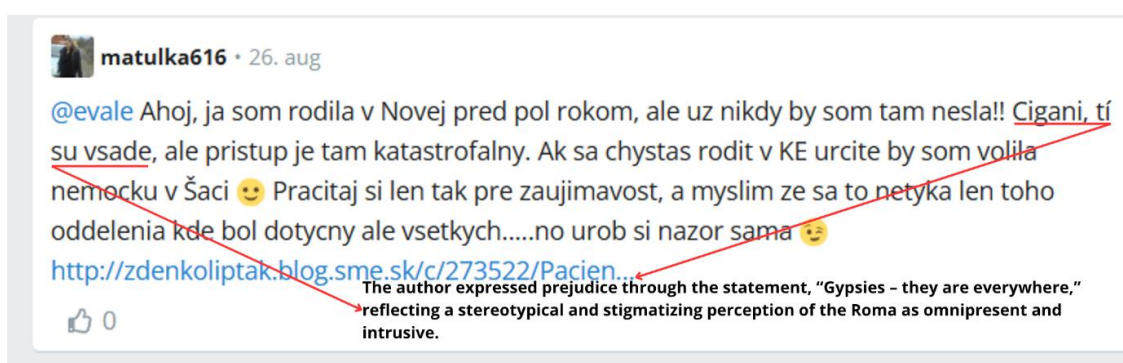 matulka616 • 26. aug
@evale Ahoj, ja som rodila v Novej pred pol rokom, ale uz nikdy by som tam nesla!! Cigani, tí
su vsade, ale pristup je tam katastrofalny. Ak sa chystas rodit v KE urcite by som volila
nemocku v Šaci 🙂 Pracitaj si len tak pre zaujimavost, a myslim ze sa to netyka len toho
oddelenia kde bol dotycny ale vsetkych.....no urob si nazor sama 😉
http://zdenkoliptak.blog.sme.sk/c/273522/Pacien...
The author expressed prejudice through the statement, “Gypsies – they are everywhere,”
reflecting a stereotypical and stigmatizing perception of the Roma as omnipresent and
intrusive.
0